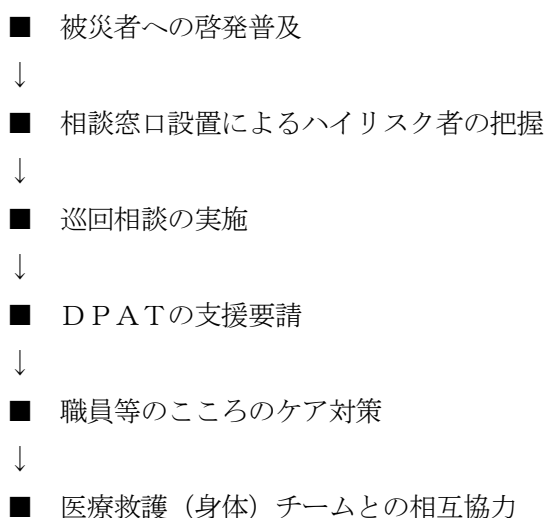 ■ 被災者への啓発普及
↓
■ 相談窓口設置によるハイリスク者の把握
↓
■ 巡回相談の実施
↓
■ ＤＰＡＴの支援要請
↓
■ 職員等のこころのケア対策
↓
■ 医療救護（身体）チームとの相互協力